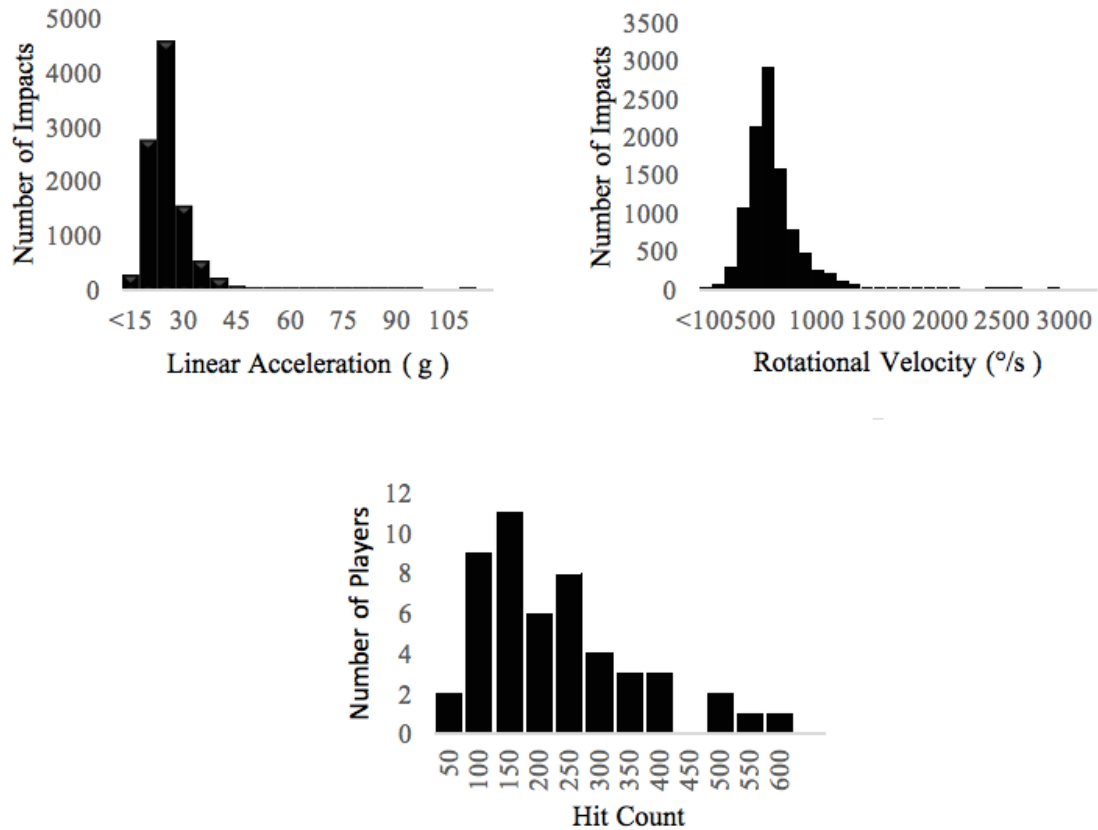 5000
4000
3000
2000
1000
0
Number of Impacts
<15 30 45 60 75 90 105
Linear Acceleration ( g )
3500
3000
2500
2000
1500
1000
500
0
Number of Impacts
<100500 1000 1500 2000 2500 3000
Rotational Velocity (°/s )
12
10
8
6
4
2
0
Number of Players
50 100 150 200 250 300 350 400 450 500 550 600
Hit Count